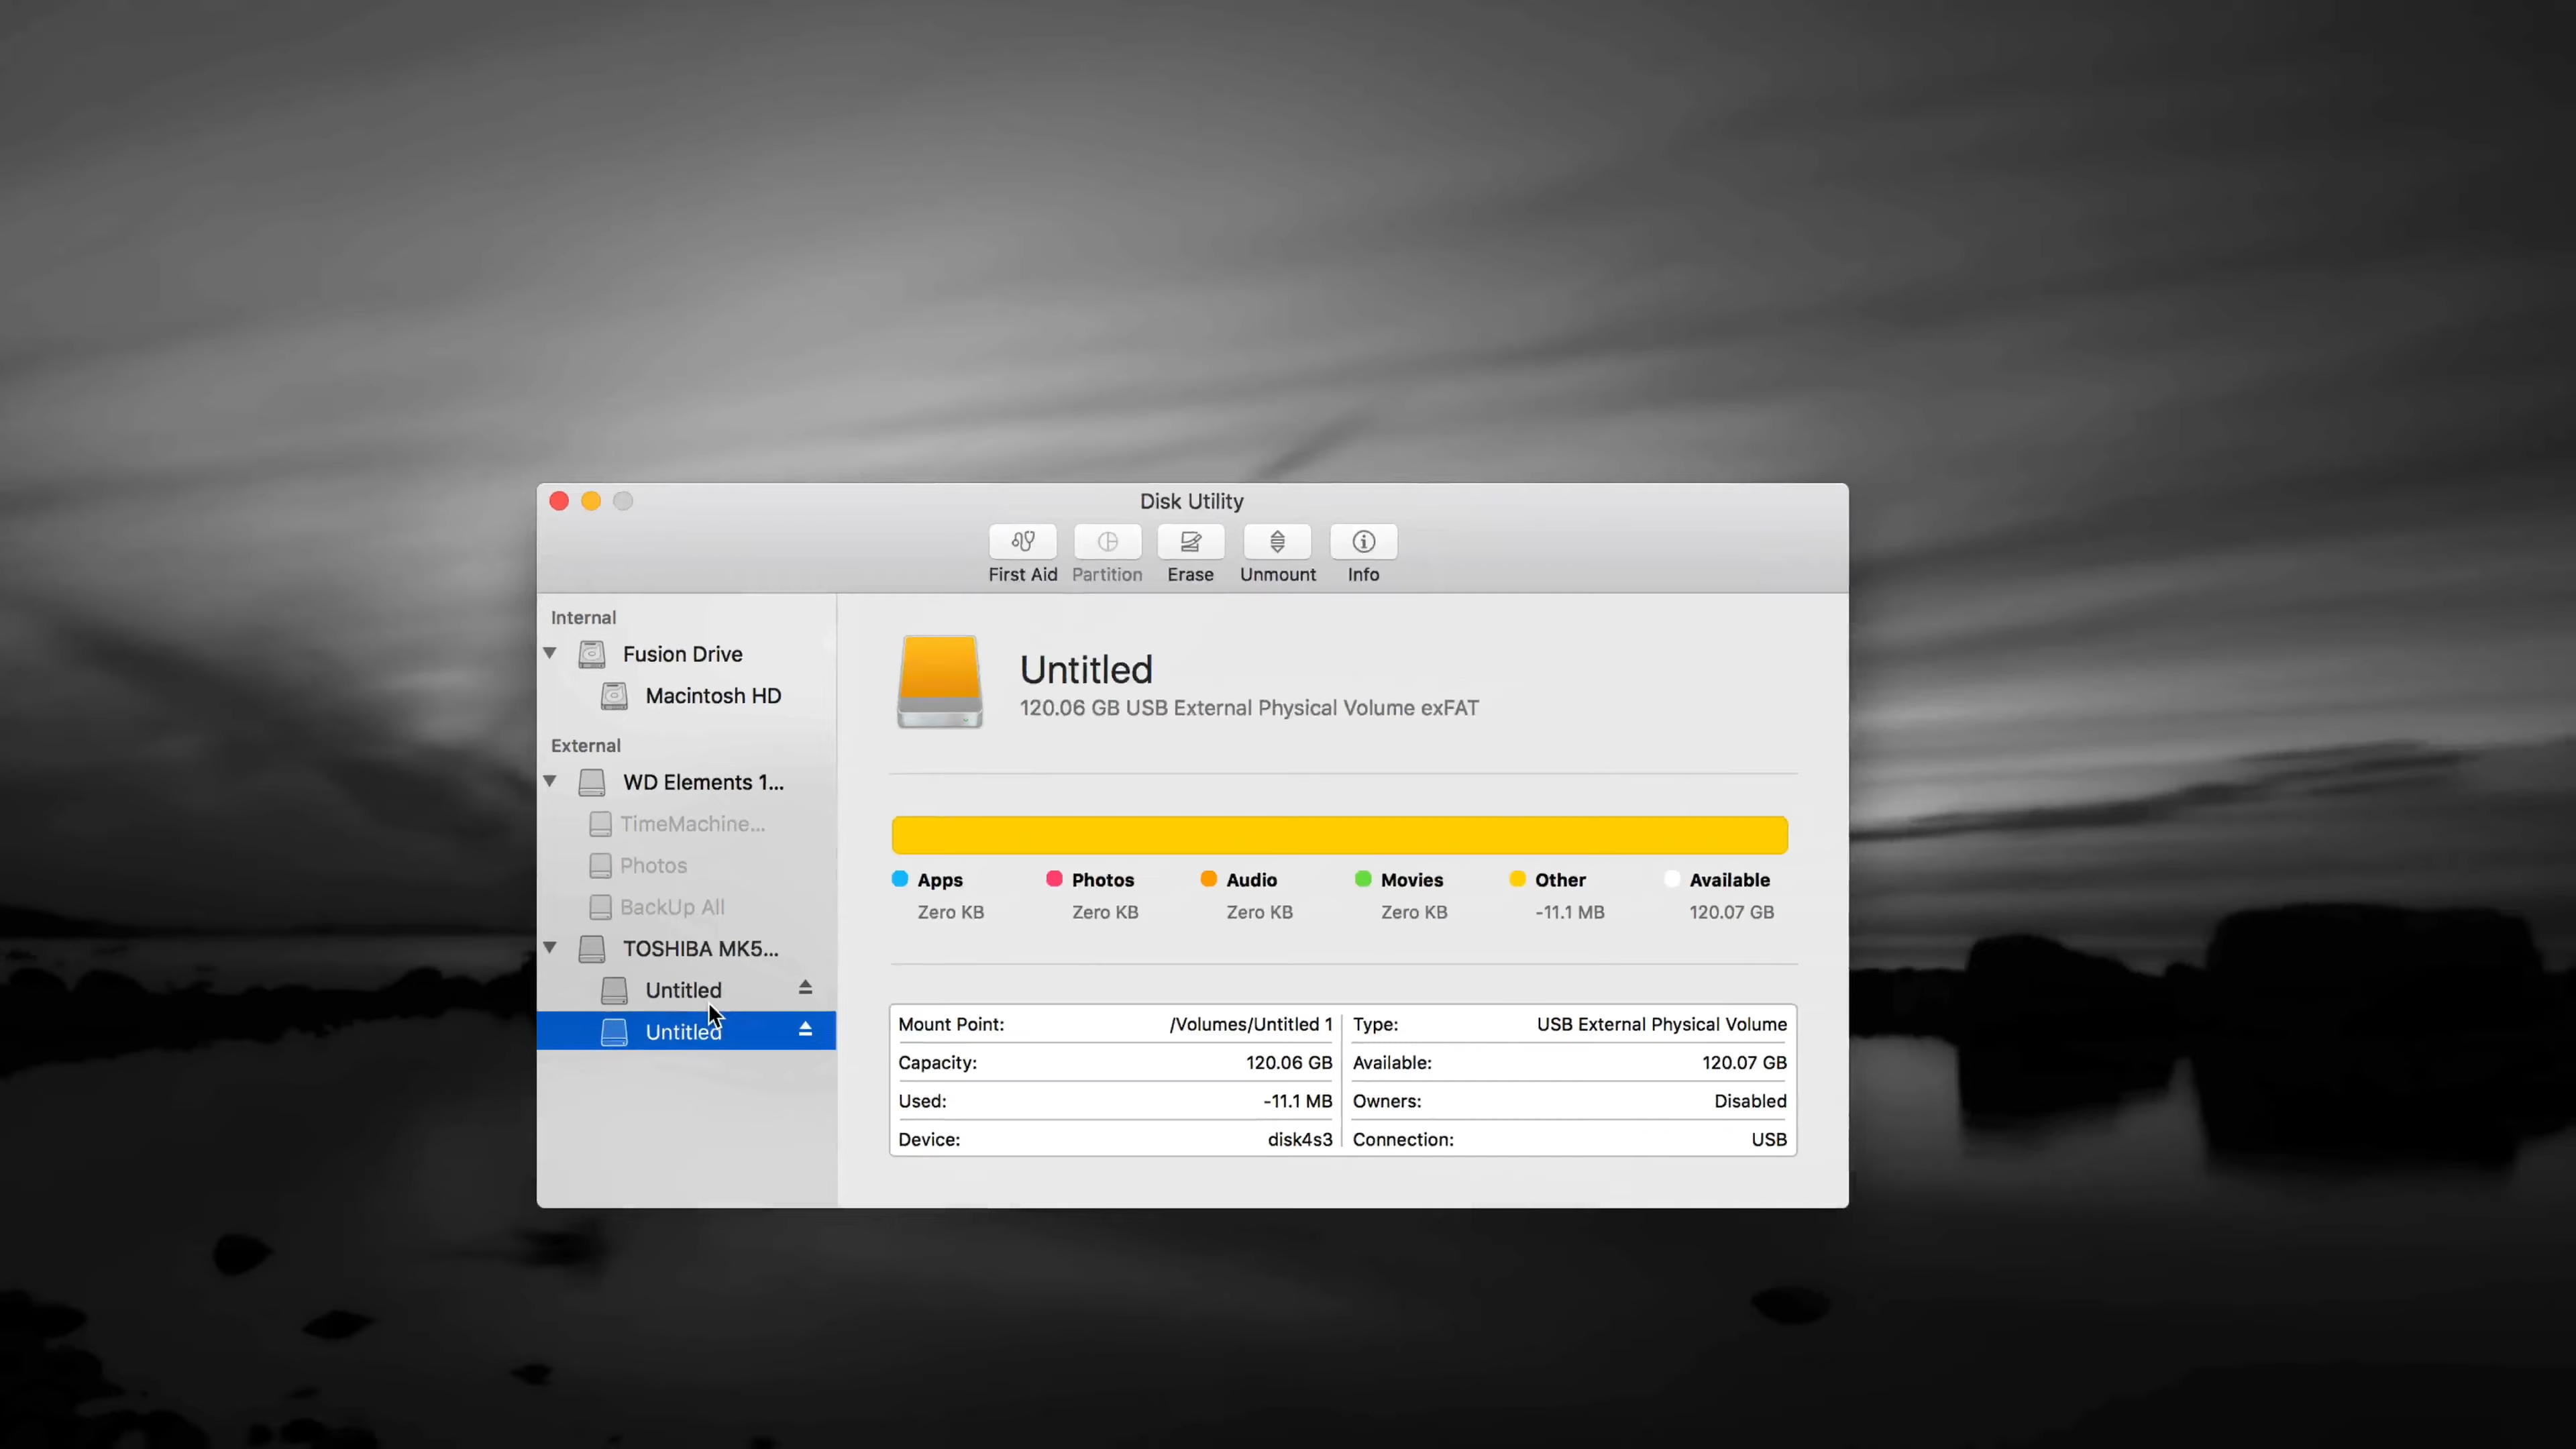 Disk Utility
First Aid Partition Erase Unmount Info
Internal
Fusion Drive
Macintosh HD
External
WD Elements 1...
TimeMachine...
Photos
BackUp All
TOSHIBA MK5...
Untitled
Untitled
Untitled
120.06 GB USB External Physical Volume exFAT
Apps Photos Audio Movies Other Available
Zero KB Zero KB Zero KB Zero KB -11.1 MB 120.07 GB
Mount Point: /Volumes/Untitled 1 Type: USB External Physical Volume
Capacity: 120.06 GB Available: 120.07 GB
Used: -11.1 MB Owners: Disabled
Device: disk4s3 Connection: USB